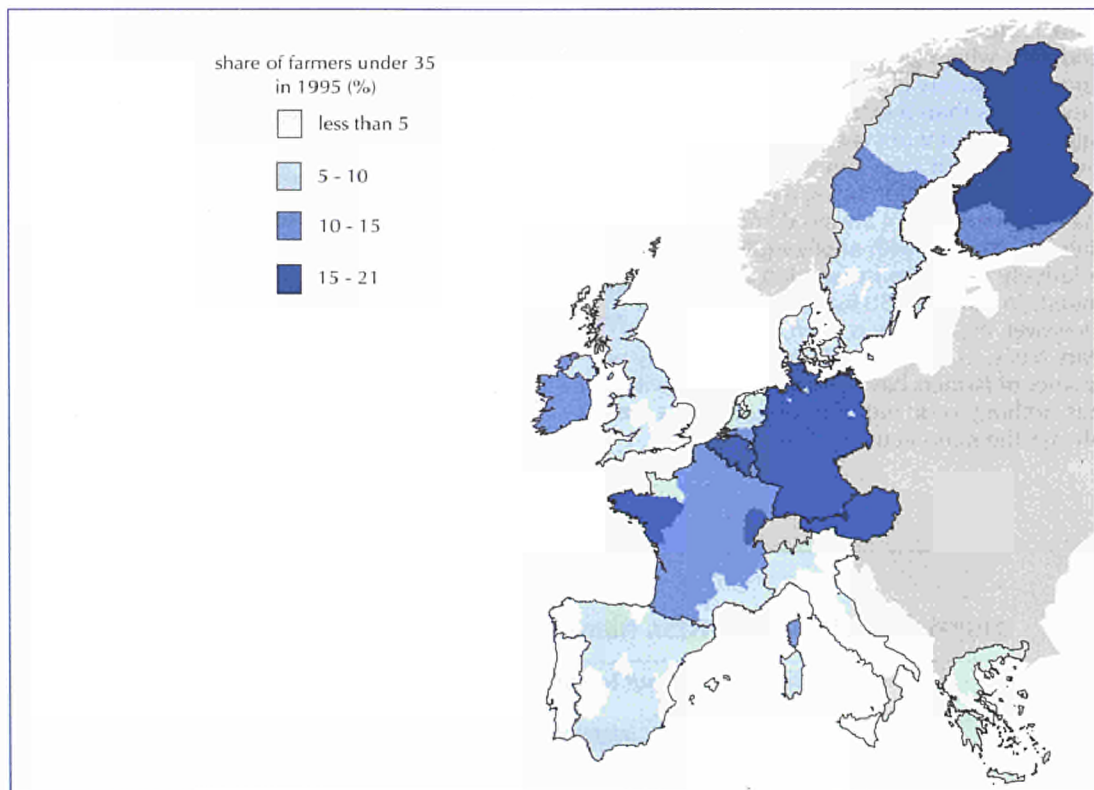 share of farmers under 35
in 1995 (%)
less than 5
5 - 10
10 - 15
15 - 21